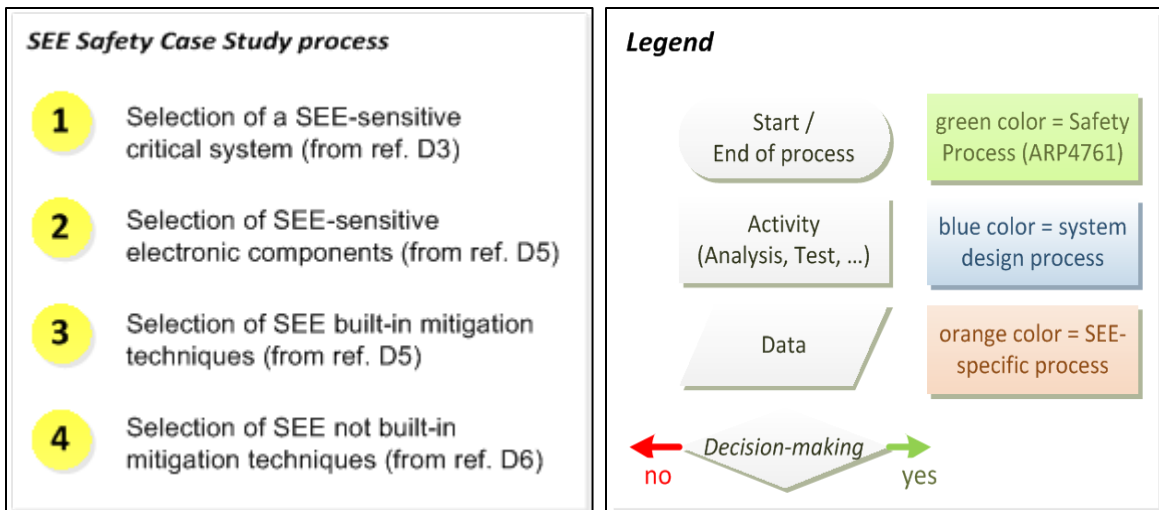 SEE Safety Case Study process
1
Selection of a SEE-sensitive
critical system (from ref. D3)
2
Selection of SEE-sensitive
electronic components (from ref. D5)
3
Selection of SEE built-in mitigation
techniques (from ref. D5)
4
Selection of SEE not built-in
mitigation techniques (from ref. D6)
Legend
Start /
End of process
green color = Safety
Process (ARP4761)
Activity
(Analysis, Test, ...)
blue color = system
design process
Data
orange color = SEE-
specific process
Decision-making
no
yes